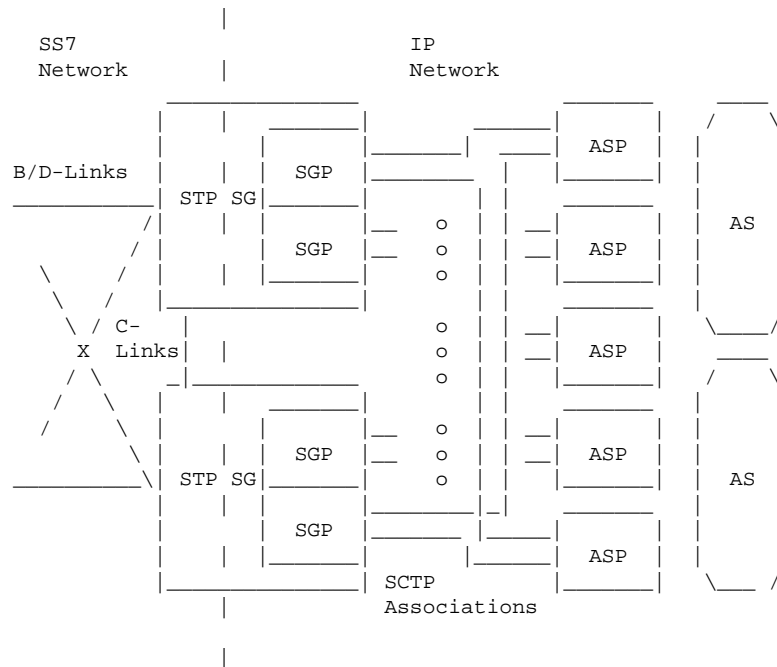 SS7 IP
Network Network
SGP ASP
B/D-Links
STP SG AS
SGP o ASP
o
o
C- o
X Links o ASP
o
SGP o ASP
STP SG o AS
o
SGP ASP
SCTP
Associations